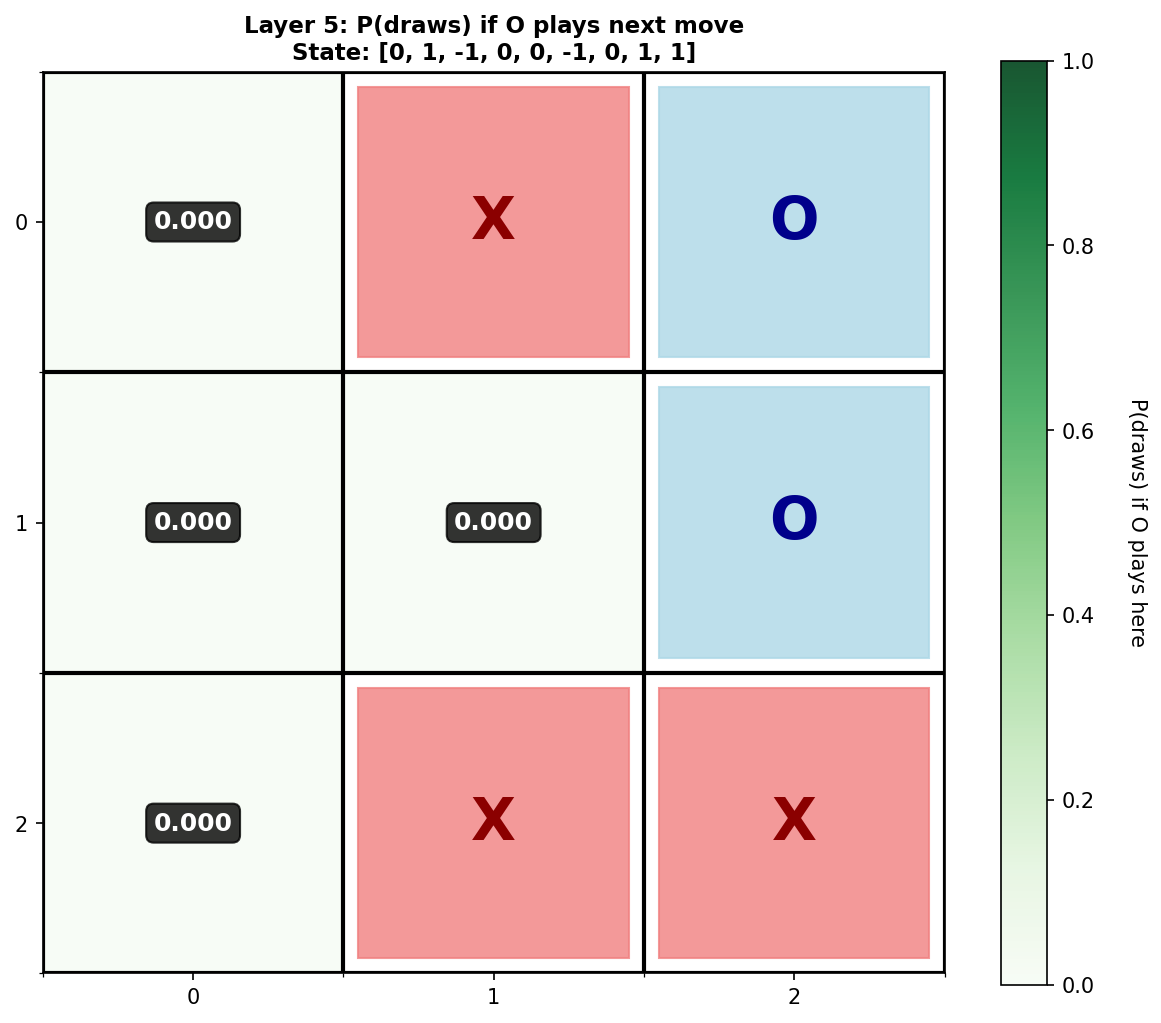 Layer 5: P(draws) if O plays next move
State: [0, 1, -1, 0, 0, -1, 0, 1, 1]
0
0.000
X
O
1
0.000
0.000
O
2
0.000
X
X
0
1
2
1.0
0.8
0.6
0.4
0.2
0.0
P(draws) if O plays here